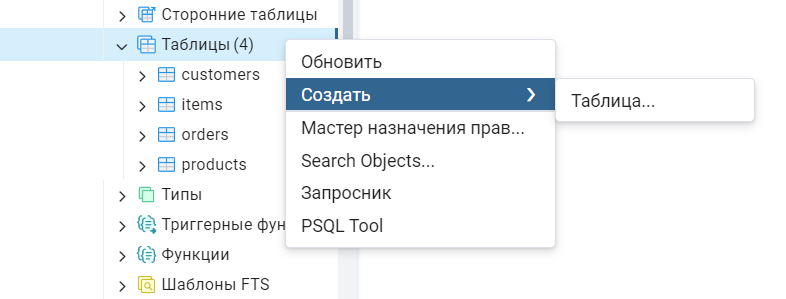 Сторонние таблицы
Таблицы (4)
customers
items
orders
products
Типы
Триггерные фун
Функции
Шаблоны FTS
Обновить
Создать
Мастер назначения прав...
Search Objects...
Запросник
PSQL Tool
Таблица...